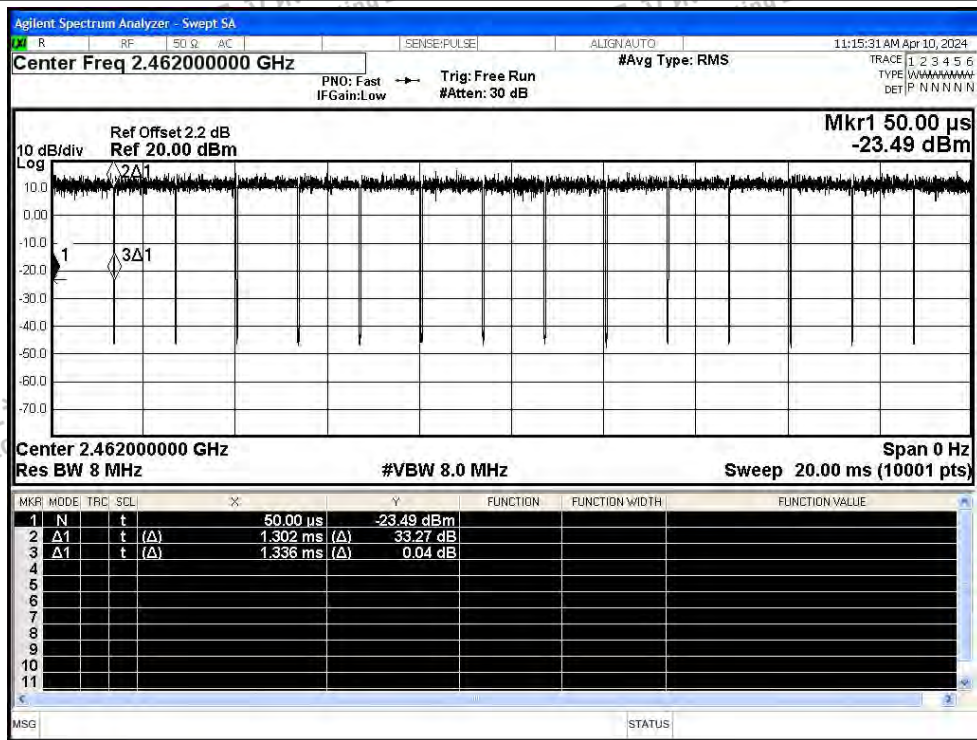 Agilent Spectrum Analyzer - Swept SA
R RF 50 Ω AC SENSE:PULSE ALIGN AUTO 11:15:31 AM Apr 10, 2024
Center Freq 2.462000000 GHz
#Avg Type: RMS
TRACE 1 2 3 4 5 6
PNO: Fast Trig: Free Run
TYPE WWWWWW
IFGain:Low #Atten: 30 dB
DET P N N N N N
Mkr1 50.00 µs
-23.49 dBm
Ref Offset 2.2 dB
10 dB/div Ref 20.00 dBm
Log
2Δ1
10.0
0.00
-10.0
1 3Δ1
-20.0
-30.0
-40.0
-50.0
-60.0
-70.0
Center 2.462000000 GHz Span 0 Hz
Res BW 8 MHz #VBW 8.0 MHz Sweep 20.00 ms (10001 pts)
MKR MODE TRC SCL X Y FUNCTION FUNCTION WIDTH FUNCTION VALUE
1 N t 50.00 µs -23.49 dBm
2 Δ1 t (Δ) 1.302 ms (Δ) 33.27 dB
3 Δ1 t (Δ) 1.336 ms (Δ) 0.04 dB
4
5
6
7
8
9
10
11
MSG STATUS